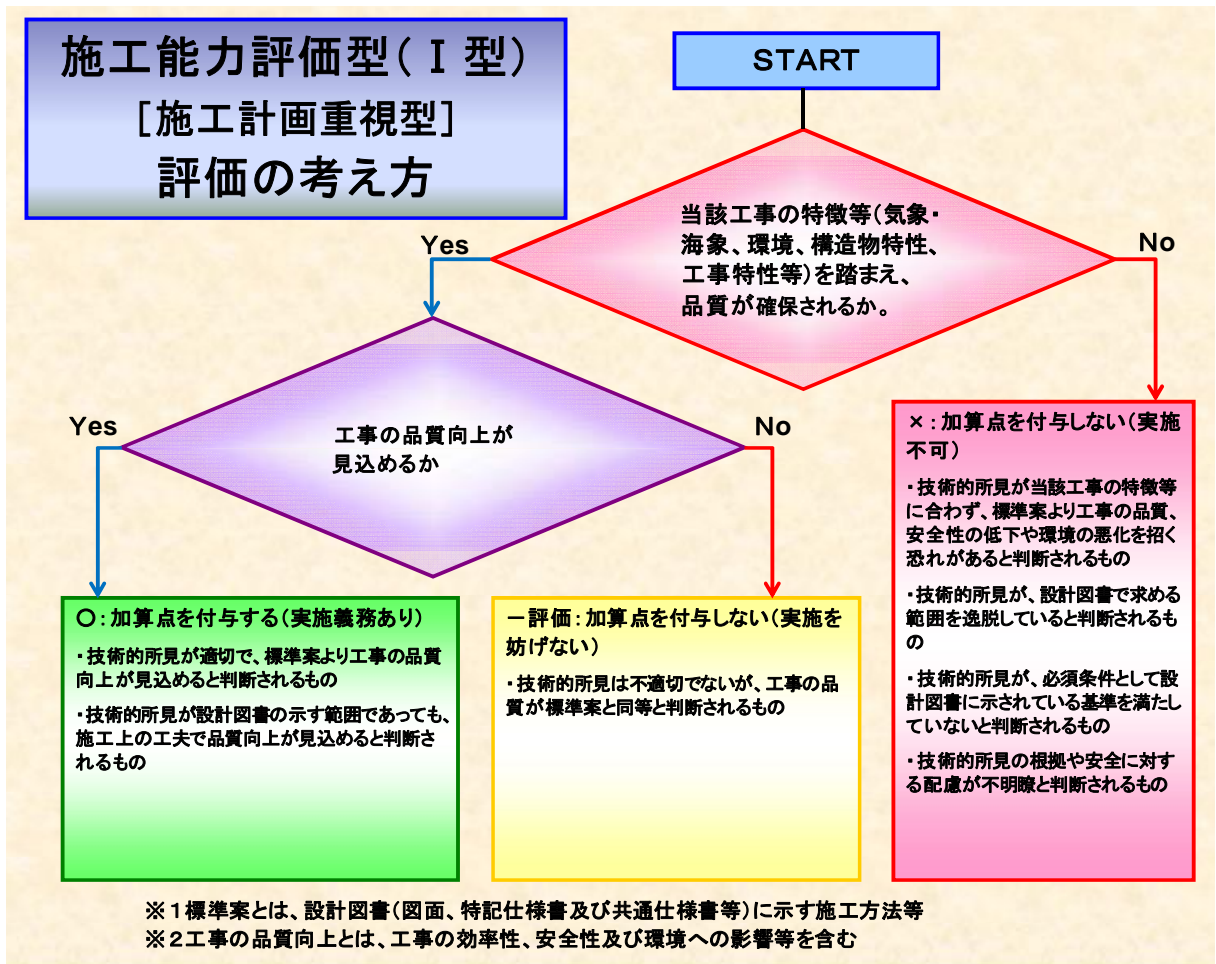 施工能力評価型(Ⅰ型)
[施工計画重視型]
評価の考え方
START
当該工事の特徴等(気象・
海象、環境、構造物特性、
工事特性等)を踏まえ、
品質が確保されるか。
Yes
No
工事の品質向上が
見込めるか
Yes
No
○:加算点を付与する(実施義務あり)
・技術的所見が適切で、標準案より工事の品質
向上が見込めると判断されるもの
・技術的所見が設計図書の示す範囲であっても、
施工上の工夫で品質向上が見込めると判断さ
れるもの
-評価:加算点を付与しない(実施を
妨げない)
・技術的所見は不適切でないが、工事の品
質が標準案と同等と判断されるもの
×:加算点を付与しない(実施
不可)
・技術的所見が当該工事の特徴等
に合わず、標準案より工事の品質、
安全性の低下や環境の悪化を招く
恐れがあると判断されるもの
・技術的所見が、設計図書で求める
範囲を逸脱していると判断されるも
の
・技術的所見が、必須条件として設
計図書に示されている基準を満たし
ていないと判断されるもの
・技術的所見の根拠や安全に対す
る配慮が不明瞭と判断されるもの
※1標準案とは、設計図書(図面、特記仕様書及び共通仕様書等)に示す施工方法等
※2工事の品質向上とは、工事の効率性、安全性及び環境への影響等を含む